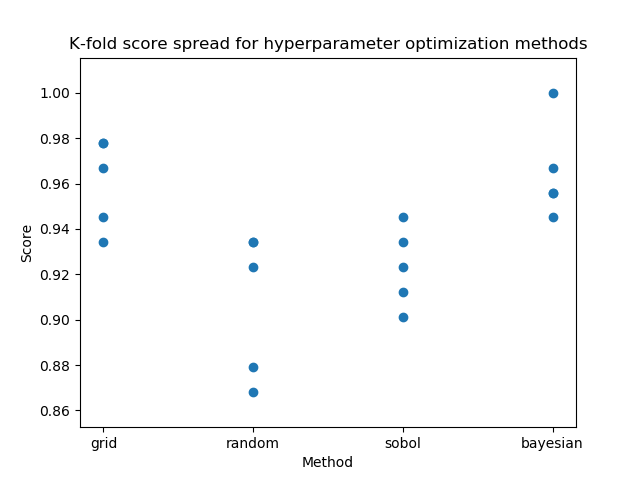 K-fold score spread for hyperparameter optimization methods
1.00
0.98
0.96
0.94
0.92
0.90
0.88
0.86
Score
grid random sobol bayesian
Method